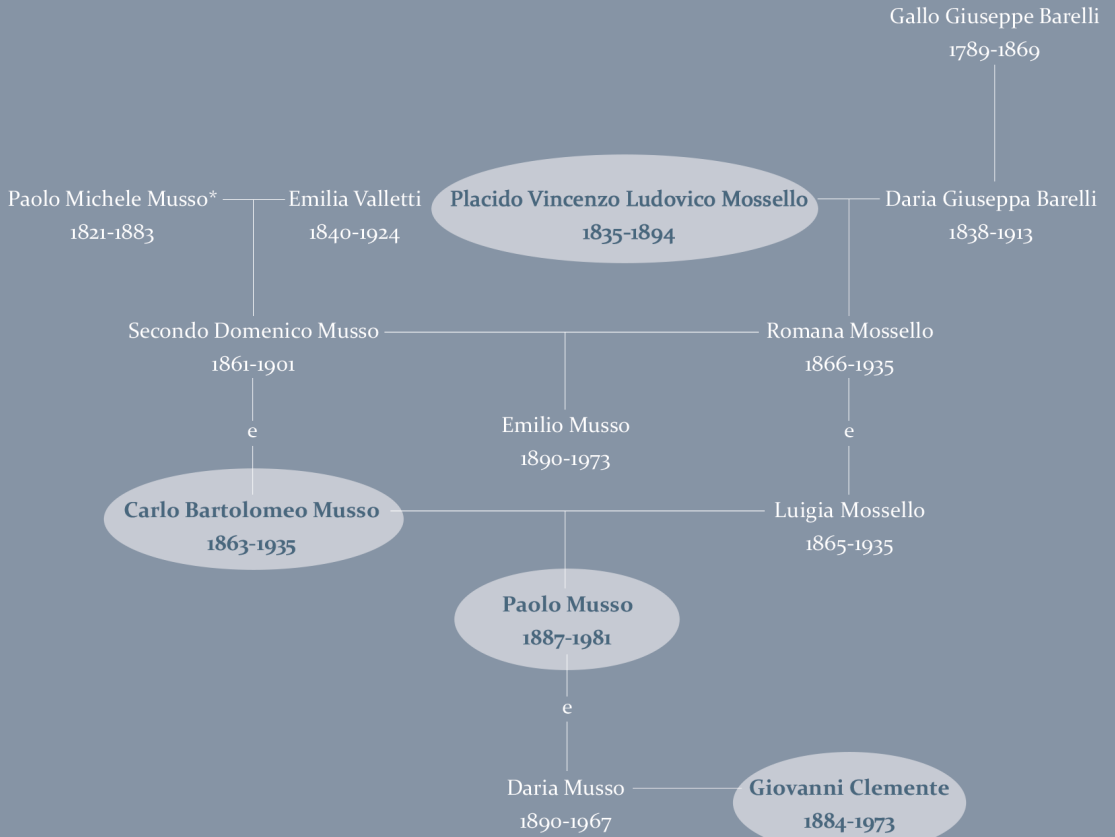 Gallo Giuseppe Barelli
1789-1869
Paolo Michele Musso*
1821-1883
Emilia Valletti
1840-1924
Placido Vincenzo Ludovico Mossello
1835-1894
Daria Giuseppa Barelli
1838-1913
Secondo Domenico Musso
1861-1901
Romana Mossello
1866-1935
Emilio Musso
1890-1973
e
e
Carlo Bartolomeo Musso
1863-1935
Luigia Mossello
1865-1935
Paolo Musso
1887-1981
e
Daria Musso
1890-1967
Giovanni Clemente
1884-1973